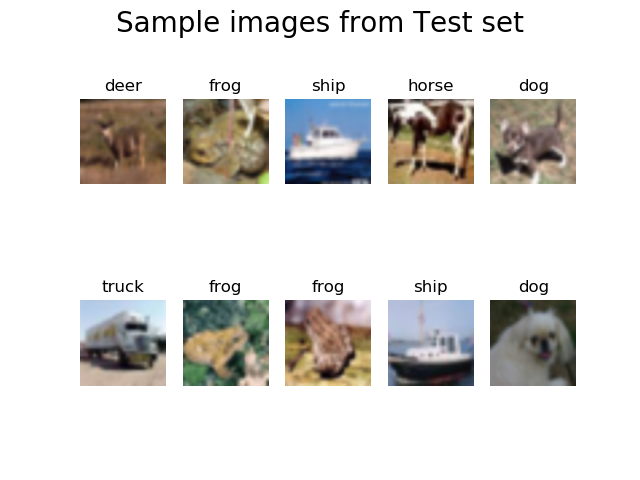 Sample images from Test set
deer frog ship horse dog
truck frog frog ship dog